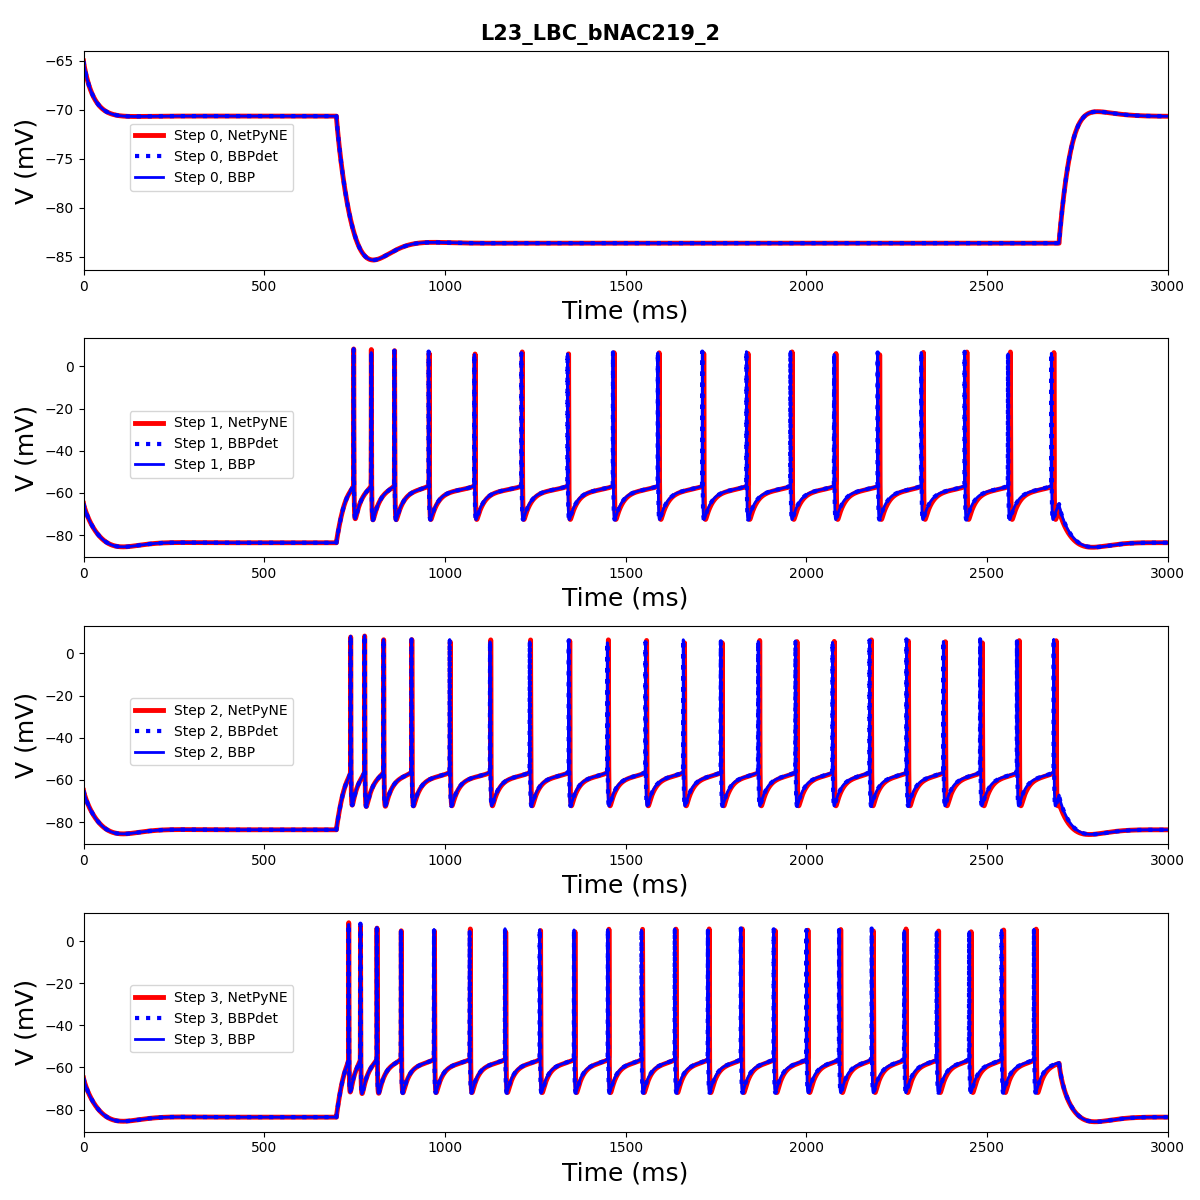 L23_LBC_bNAC219_2
−65
−70
−75
−80
−85
V (mV)
Step 0, NetPyNE
Step 0, BBPdet
Step 0, BBP
0 500 1000 1500 2000 2500 3000
Time (ms)
0
−20
−40
−60
−80
V (mV)
Step 1, NetPyNE
Step 1, BBPdet
Step 1, BBP
0 500 1000 1500 2000 2500 3000
Time (ms)
0
−20
−40
−60
−80
V (mV)
Step 2, NetPyNE
Step 2, BBPdet
Step 2, BBP
0 500 1000 1500 2000 2500 3000
Time (ms)
0
−20
−40
−60
−80
V (mV)
Step 3, NetPyNE
Step 3, BBPdet
Step 3, BBP
0 500 1000 1500 2000 2500 3000
Time (ms)